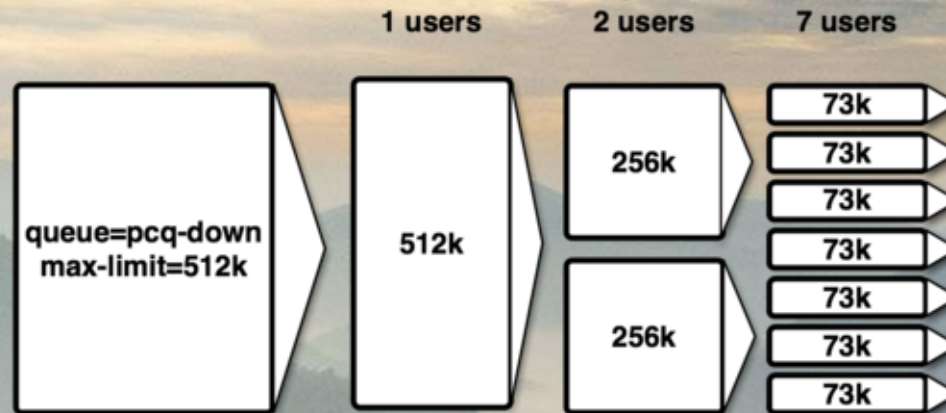 1 users
2 users
7 users
queue=pcq-down
max-limit=512k
512k
256k
256k
73k
73k
73k
73k
73k
73k
73k